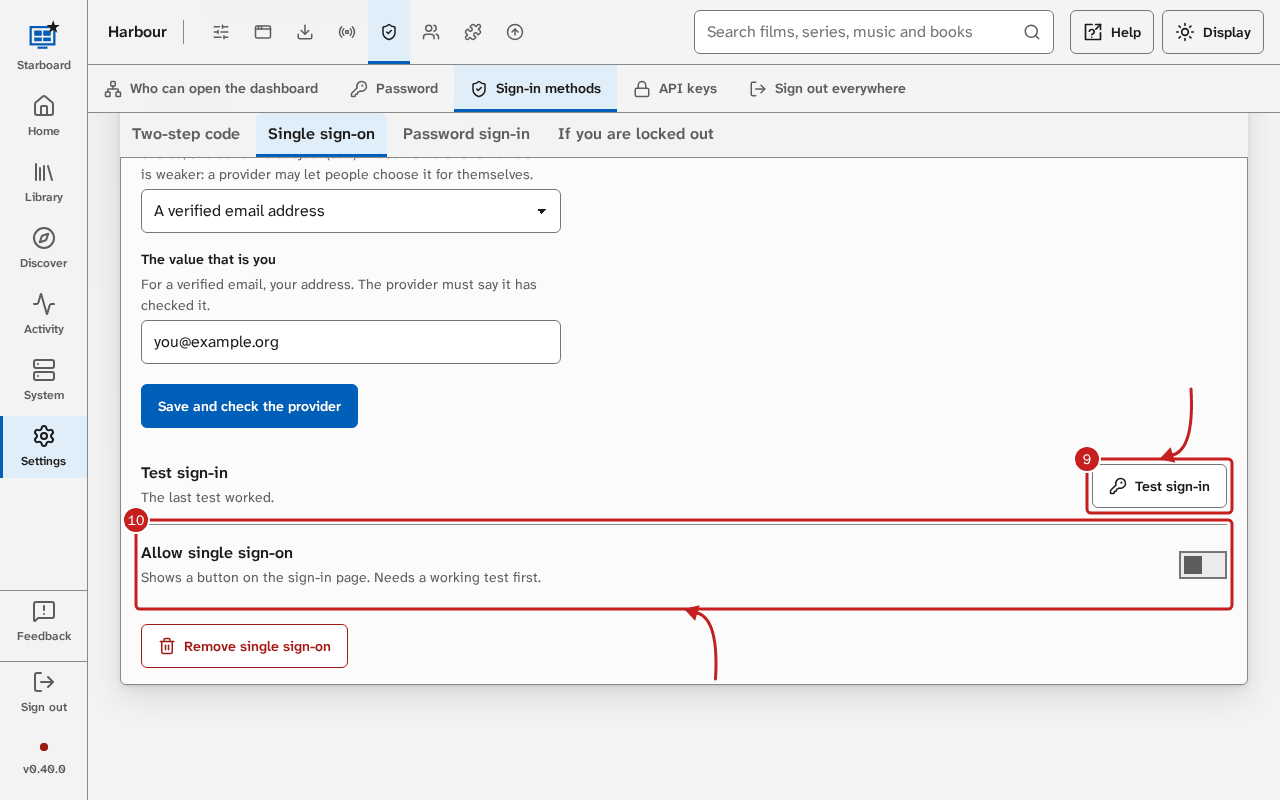 Harbour
Search films, series, music and books
Help
Display
Starboard
Home
Library
Discover
Activity
System
Settings
Feedback
Sign out
v0.40.0
Who can open the dashboard
Password
Sign-in methods
API keys
Sign out everywhere
Two-step code
Single sign-on
Password sign-in
If you are locked out
is weaker: a provider may let people choose it for themselves.
A verified email address
The value that is you
For a verified email, your address. The provider must say it has
checked it.
you@example.org
Save and check the provider
Test sign-in
The last test worked.
9
Test sign-in
10
Allow single sign-on
Shows a button on the sign-in page. Needs a working test first.
Remove single sign-on